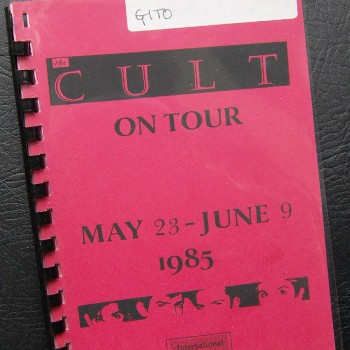 GITO
the
CULT
ON TOUR
MAY 23-JUNE 9
1985
International